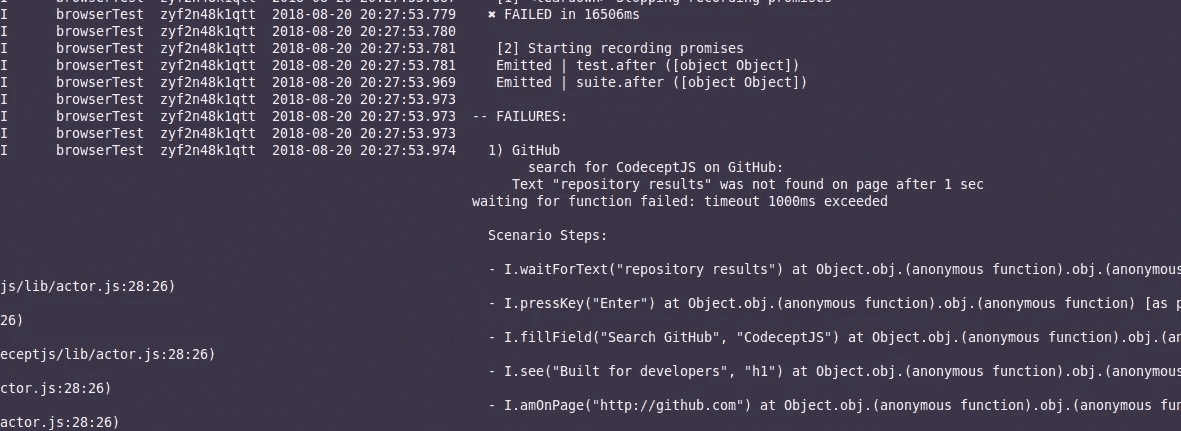 I browserTest zyf2n48k1qtt 2018-08-20 20:27:53.779 ✖ FAILED in 16506ms
I browserTest zyf2n48k1qtt 2018-08-20 20:27:53.780
I browserTest zyf2n48k1qtt 2018-08-20 20:27:53.781 [2] Starting recording promises
I browserTest zyf2n48k1qtt 2018-08-20 20:27:53.781 Emitted | test.after ([object Object])
I browserTest zyf2n48k1qtt 2018-08-20 20:27:53.969 Emitted | suite.after ([object Object])
I browserTest zyf2n48k1qtt 2018-08-20 20:27:53.973
I browserTest zyf2n48k1qtt 2018-08-20 20:27:53.973 -- FAILURES:
I browserTest zyf2n48k1qtt 2018-08-20 20:27:53.973
I browserTest zyf2n48k1qtt 2018-08-20 20:27:53.974 1) GitHub
search for CodeceptJS on GitHub:
Text "repository results" was not found on page after 1 sec
waiting for function failed: timeout 1000ms exceeded
Scenario Steps:
- I.waitForText("repository results") at Object.obj.(anonymous function).obj.(anonymous
js/lib/actor.js:28:26)
- I.pressKey("Enter") at Object.obj.(anonymous function).obj.(anonymous function) [as p
26)
- I.fillField("Search GitHub", "CodeceptJS") at Object.obj.(anonymous function).obj.(an
eceptjs/lib/actor.js:28:26)
- I.see("Built for developers", "h1") at Object.obj.(anonymous function).obj.(anonymous
ctor.js:28:26)
- I.amOnPage("http://github.com") at Object.obj.(anonymous function).obj.(anonymous fun
actor.js:28:26)